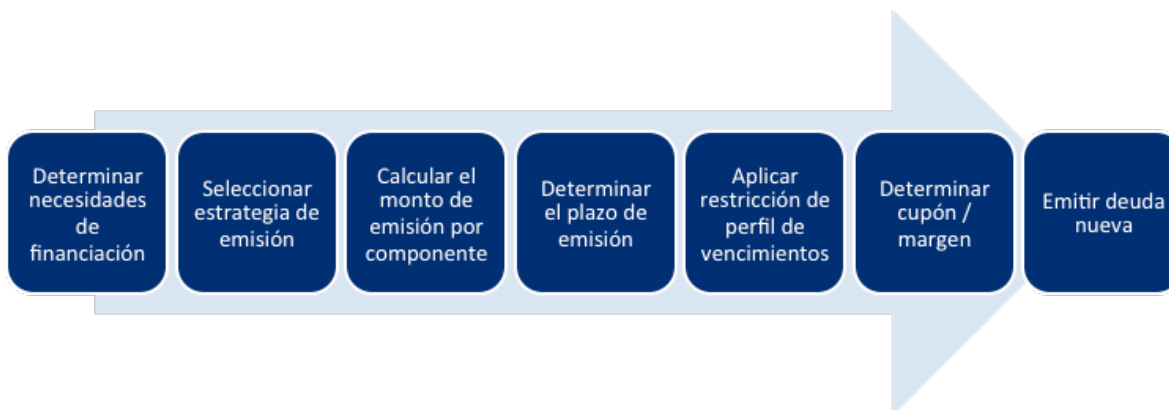 Determinar
necesidades
de
financiación
Seleccionar
estrategia de
emisión
Calcular el
monto de
emisión por
componente
Determinar
el plazo de
emisión
Aplicar
restricción de
perfil de
vencimientos
Determinar
cupón /
margen
Emitir deuda
nueva